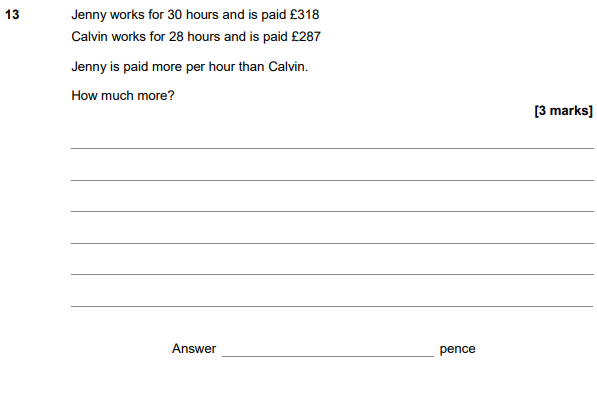 13 Jenny works for 30 hours and is paid £318
Calvin works for 28 hours and is paid £287
Jenny is paid more per hour than Calvin.
How much more?
[3 marks]
Answer pence